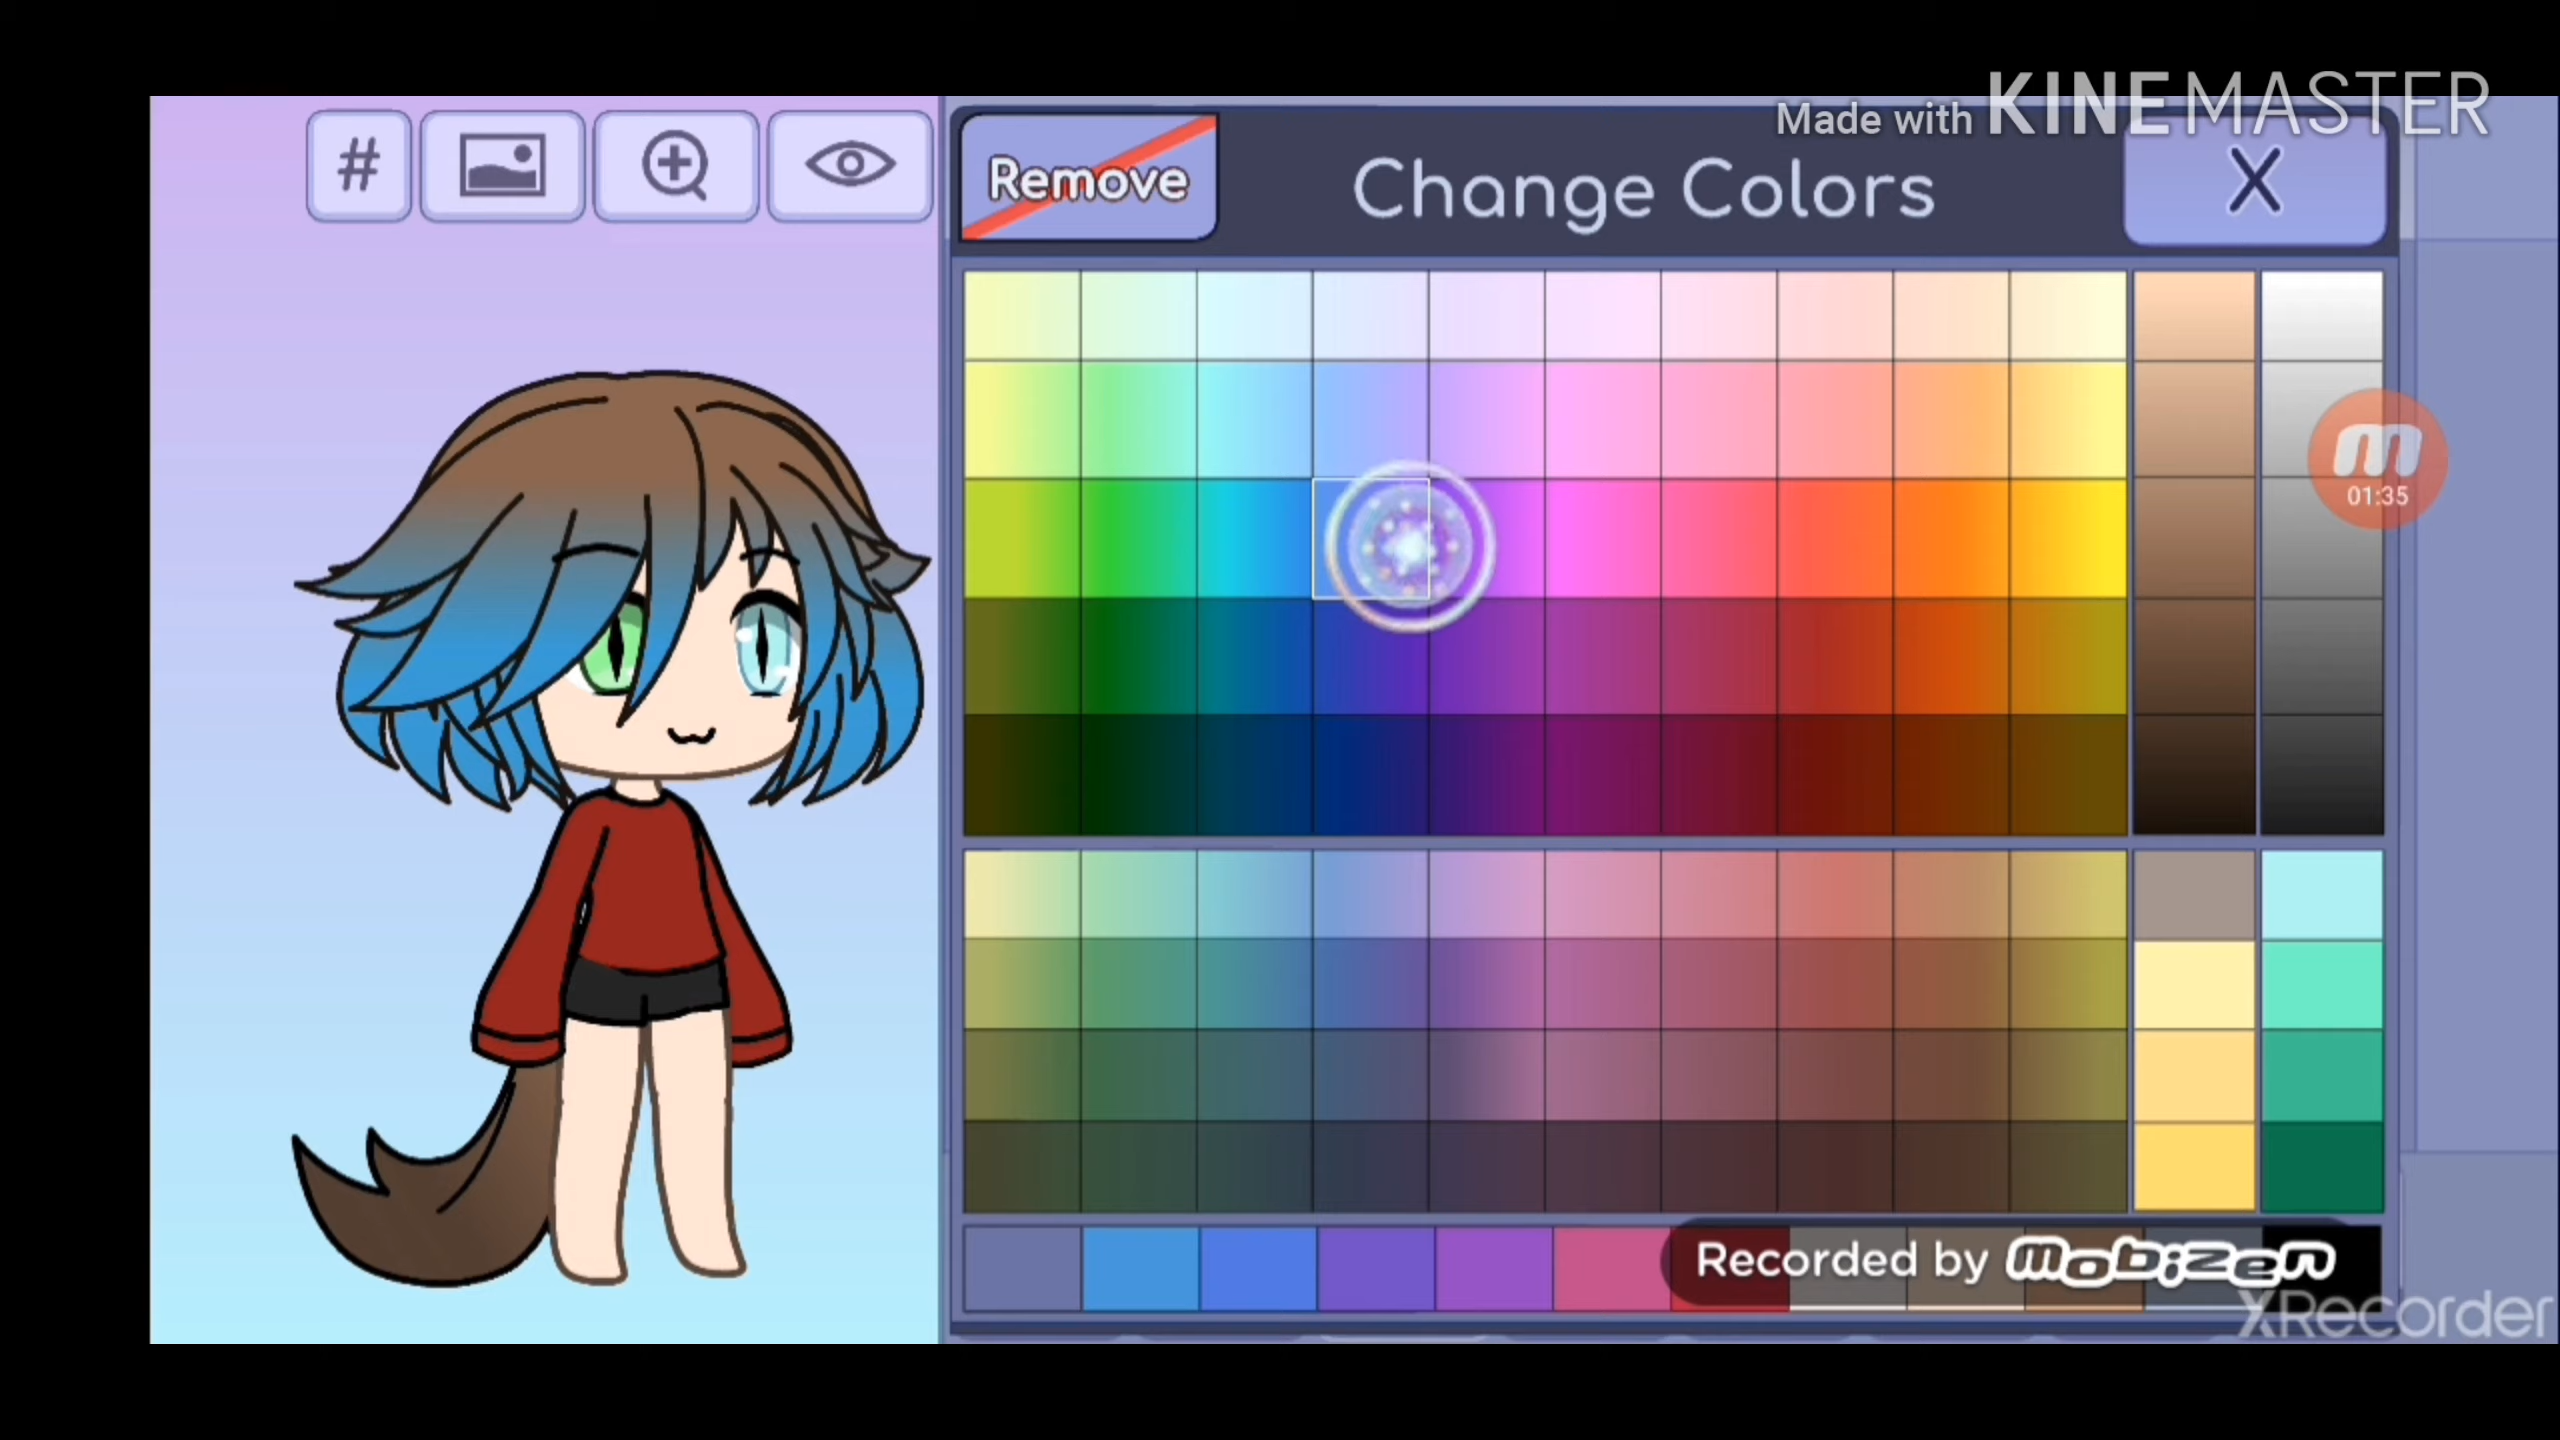 Made with KINEMASTER
#
Remove
Change Colors
X
m
01:35
Recorded by mobizen
XRecorder